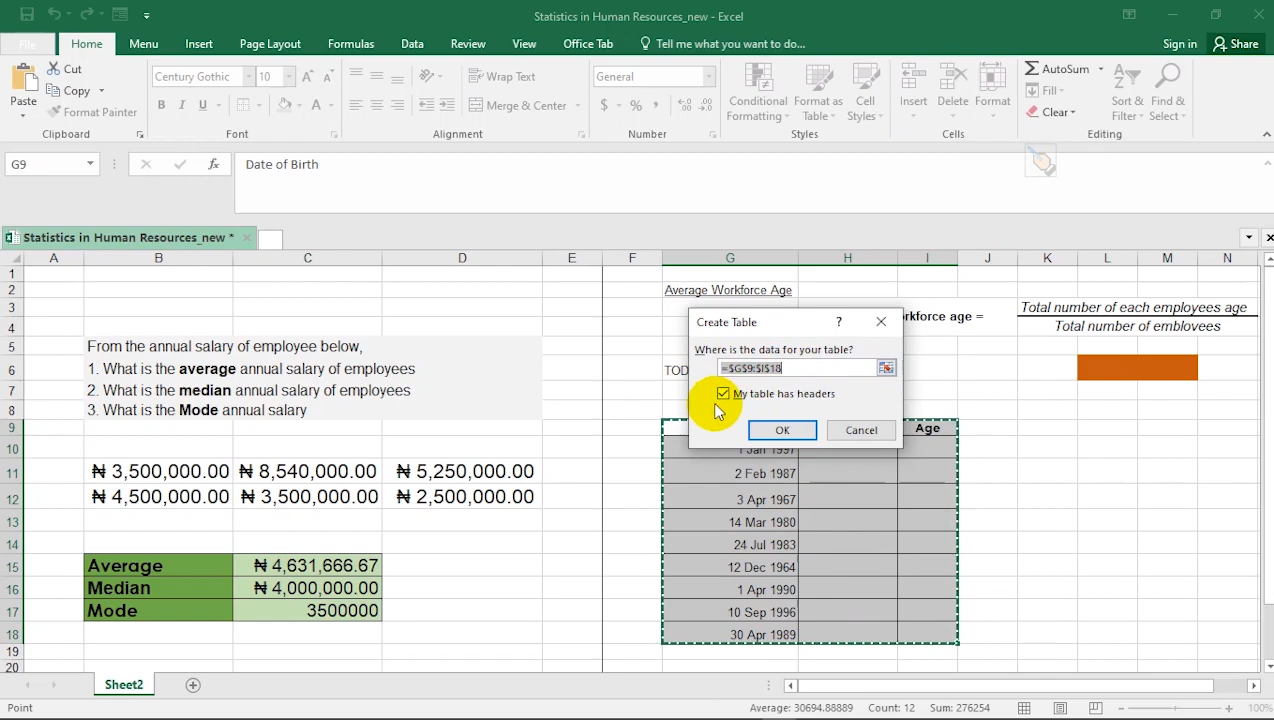 Statistics in Human Resources_new - Excel
File Home Menu Insert Page Layout Formulas Data Review View Office Tab Tell me what you want to do... Sign in Share
Paste Cut
Copy
Format Painter
Clipboard
Century Gothic 10
B I U
Font
Wrap Text
Merge & Center
Alignment
General
$ % ,
Number
Conditional Formatting
Format as Table
Cell Styles
Styles
Insert Delete Format
Cells
AutoSum
Fill
Clear
Sort & Filter
Find & Select
Editing
G9 fx Date of Birth
Statistics in Human Resources_new *
A B C D E F G H I J K L M N
1
2 Average Workforce Age
3 Total number of each employees age
orkforce age =
4 Total number of emblovees
5 From the annual salary of employee below,
6 1. What is the average annual salary of employees TOD
7 2. What is the median annual salary of employees
8 3. What is the Mode annual salary
Create Table ?
Where is the data for your table?
=$G$9:$I$18
My table has headers
OK Cancel
9 Age
10 1 Jan 1997
11 ₦ 3,500,000.00 ₦ 8,540,000.00 ₦ 5,250,000.00 2 Feb 1987
12 ₦ 4,500,000.00 ₦ 3,500,000.00 ₦ 2,500,000.00 3 Apr 1967
13 14 Mar 1980
14 24 Jul 1983
15 Average ₦ 4,631,666.67 12 Dec 1964
16 Median ₦ 4,000,000.00 1 Apr 1990
17 Mode 3500000 10 Sep 1996
18 30 Apr 1989
19
20
Sheet2
Point Average: 30694.88889 Count: 12 Sum: 276254 100%